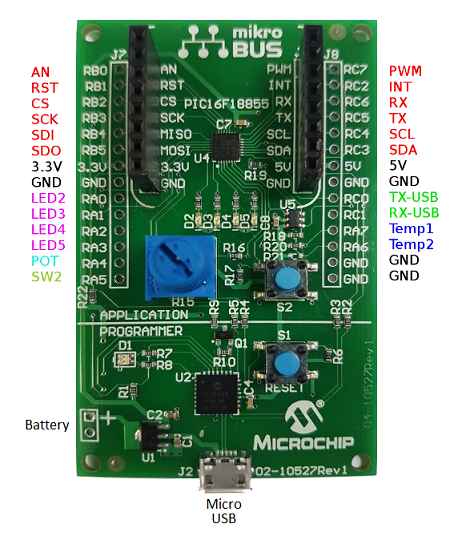 mikro
BUS
J7
J8
AN RB0 AN PWM RC7 PWM
RST RB1 RST INT RC2 INT
CS RB2 CS PIC16F18855 RX RC6 RX
SCK RB3 SCK C7 TX RC5 TX
SDI RB4 MISO SCL RC4 SCL
SDO RB5 MOSI U4 SDA RC3 SDA
3.3V 3.3V 3.3V R19 5V 5V 5V
GND GND GND GND GND GND
LED2 RA0 RC0 TX-USB
LED3 RA1 D2 D3 D4 D5 U5 RC1 RX-USB
LED4 RA2 R18 RA7 Temp1
LED5 RA3 R16 R20 RA6 Temp2
POT RA4 R17 R21 GND GND
SW2 RA5 R15 GND GND
R22
S2
APPLICATION R9 R5 R4 R3 R2
PROGRAMMER
D1 R7 Q1 S1
R8 R10 R6
R1 U2 RESET
C4
Battery + C2
U1 C1 MICROCHIP
J2 02-10527Rev1
04-10527Rev1
Micro
USB